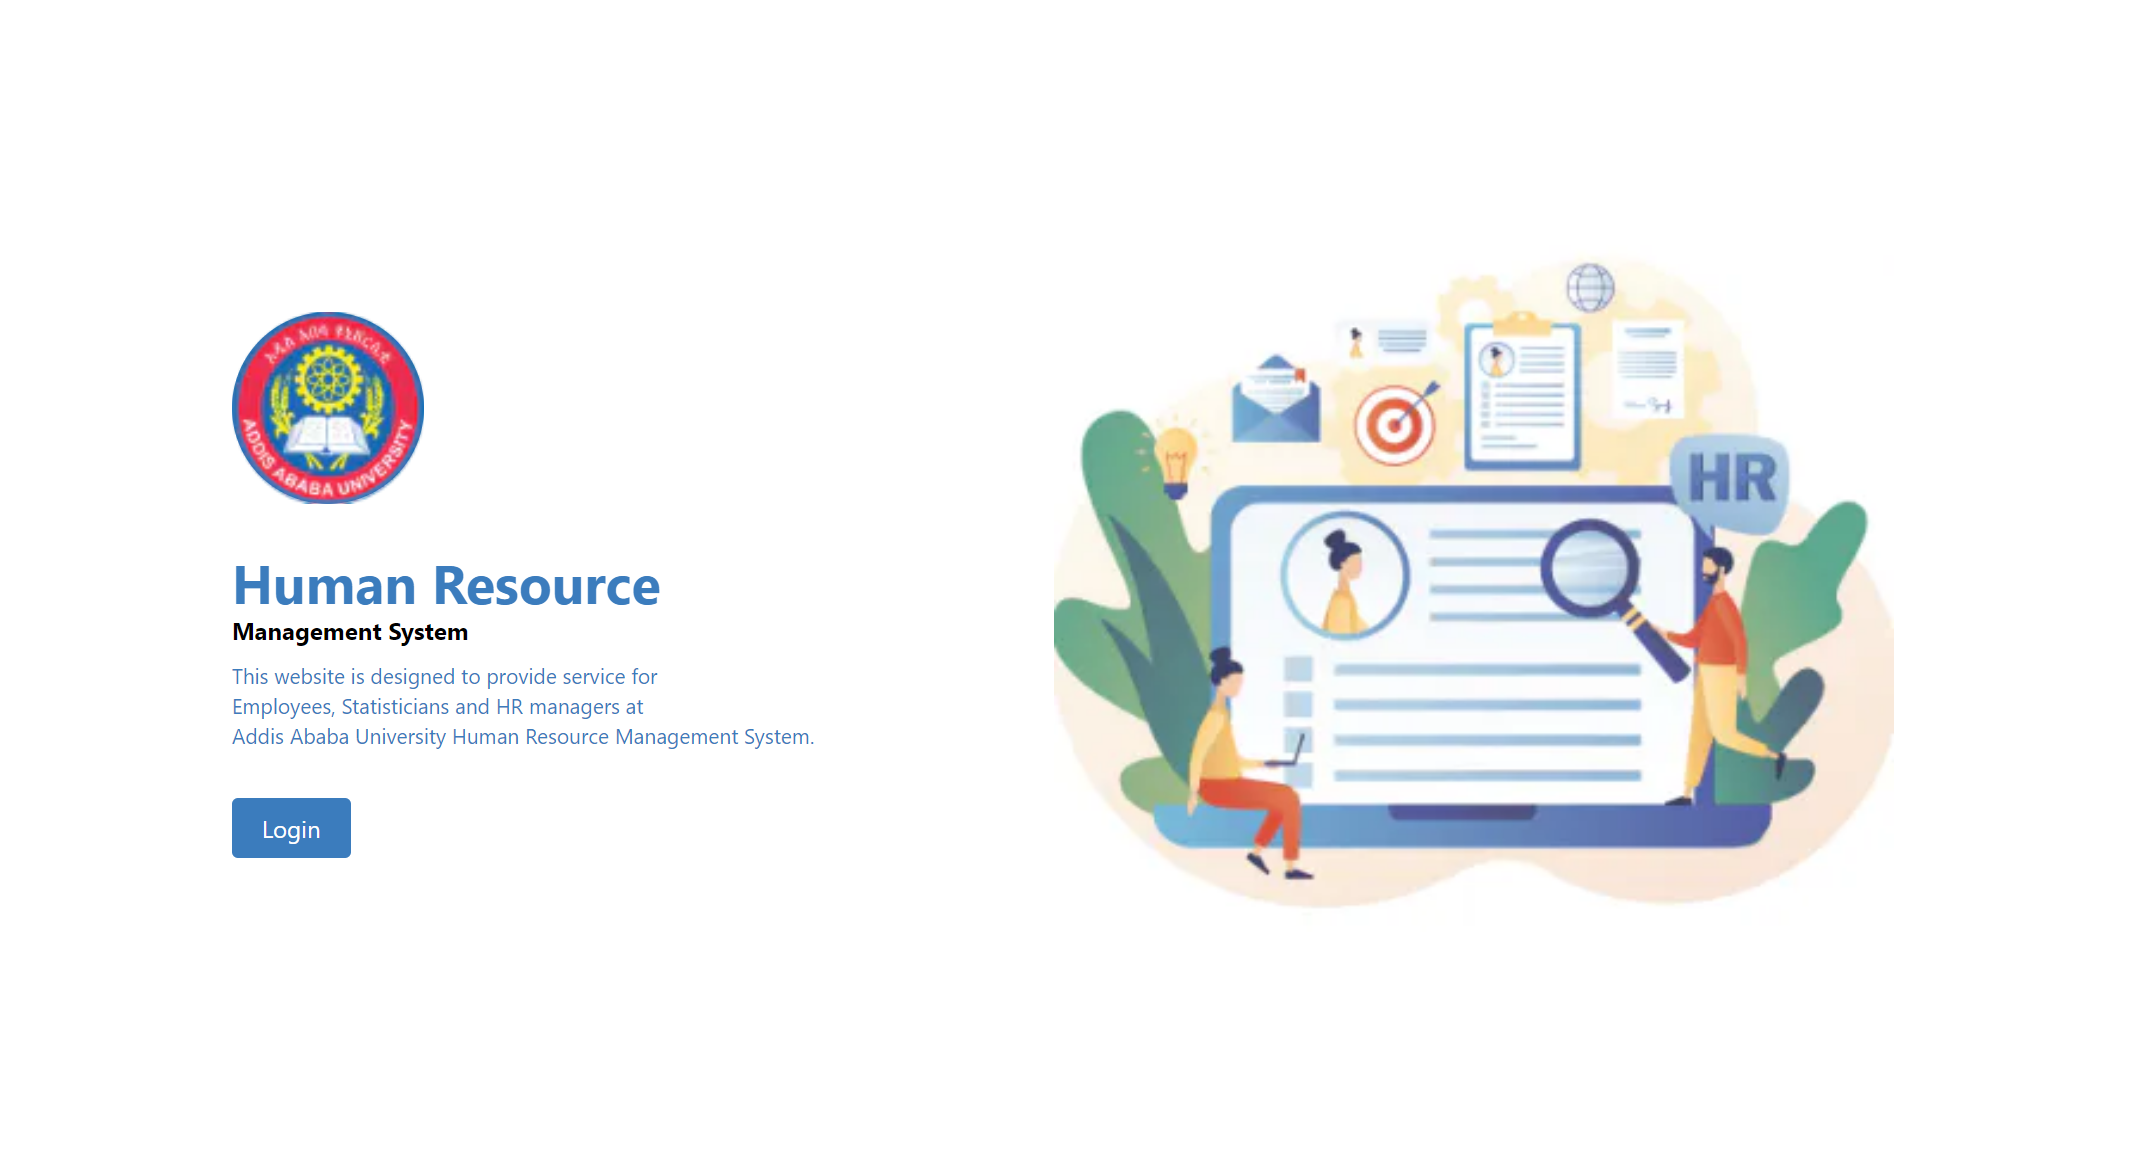 አዲስ አበባ ዩኒቨርሲቲ
ADDIS ABABA UNIVERSITY
Human Resource
Management System
This website is designed to provide service for
Employees, Statisticians and HR managers at
Addis Ababa University Human Resource Management System.
Login
HR